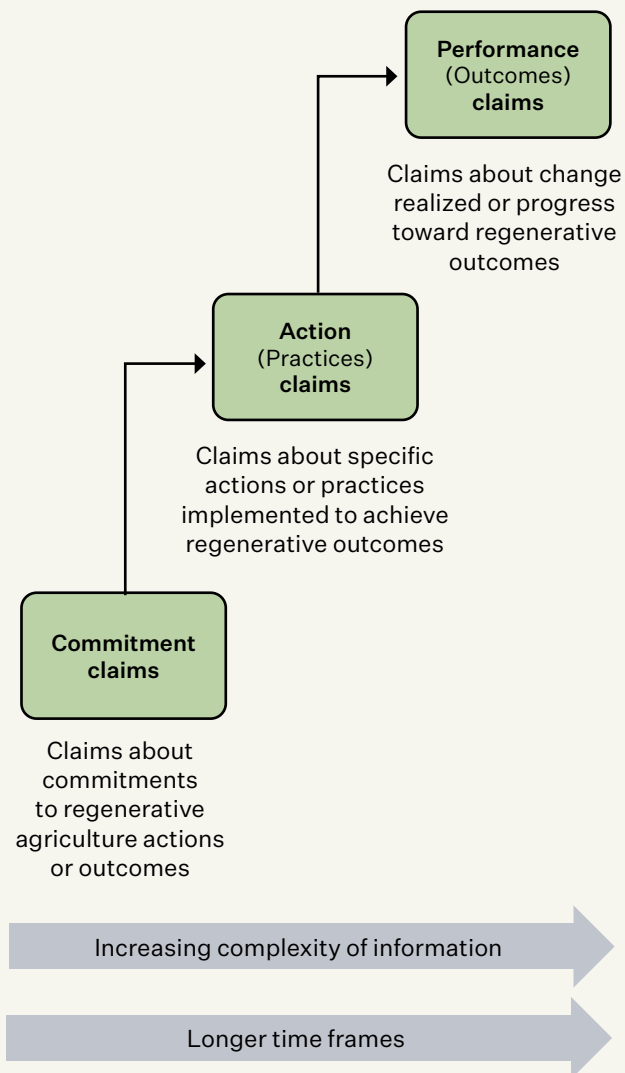 Performance
(Outcomes)
claims
Claims about change
realized or progress
toward regenerative
outcomes
Action
(Practices)
claims
Claims about specific
actions or practices
implemented to achieve
regenerative outcomes
Commitment
claims
Claims about
commitments
to regenerative
agriculture actions
or outcomes
Increasing complexity of information
Longer time frames